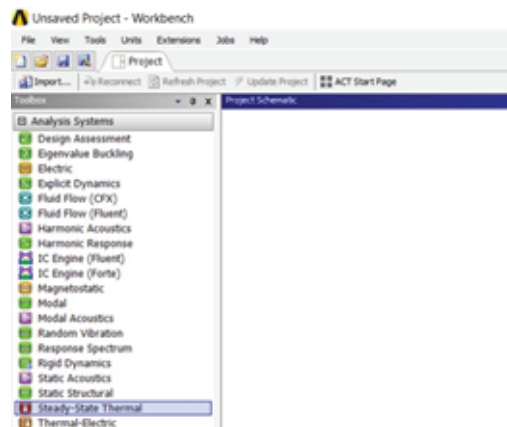 Unsaved Project - Workbench
File View Tools Units Extensions Jobs Help
Project
Import... Reconnect Refresh Project Update Project ACT Start Page
Toolbox Project Schematic
Analysis Systems
Design Assessment
Eigenvalue Buckling
Electric
Explicit Dynamics
Fluid Flow (CFX)
Fluid Flow (Fluent)
Harmonic Acoustics
Harmonic Response
IC Engine (Fluent)
IC Engine (Forte)
Magnetostatic
Modal
Modal Acoustics
Random Vibration
Response Spectrum
Rigid Dynamics
Static Acoustics
Static Structural
Steady-State Thermal
Thermal-Electric